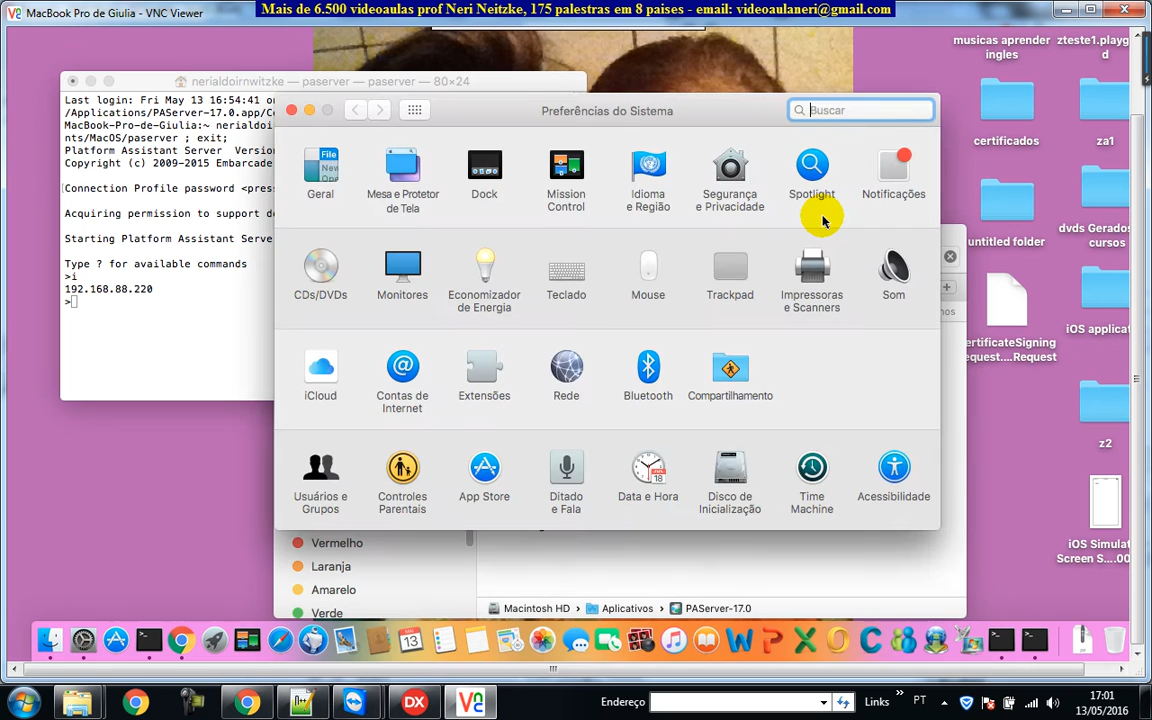 MacBook Pro de Giulia - VNC Viewer
Mais de 6.500 videoaulas prof Neri Neitzke, 175 palestras em 8 paises - email: videoaulaneri@gmail.com
musicas aprender ingles
zteste1.playg
d
certificados
za1
untitled folder
dvds Gerados
cursos
ertificateSigning
equest....Request
iOS applicat
z2
iOS Simulat
Screen S....00
nerialdoirnwitzke — paserver — paserver — 80×24
Last login: Fri May 13 16:54:41 on
/Applications/PAServer-17.0.app/Co
MacBook-Pro-de-Giulia:~ nerialdoi
nts/MacOS/paserver ; exit;
Platform Assistant Server  Versio
Copyright (c) 2009-2015 Embarcade
Connection Profile password <pres
Acquiring permission to support d
Starting Platform Assistant Serve
Type ? for available commands
>i
192.168.88.220
>
Preferências do Sistema
Buscar
File
New
Op
Geral
Mesa e Protetor
de Tela
Dock
Mission
Control
Idioma
e Região
Segurança
e Privacidade
Spotlight
Notificações
CDs/DVDs
Monitores
Economizador
de Energia
Teclado
Mouse
Trackpad
Impressoras
e Scanners
Som
iCloud
Contas de
Internet
Extensões
Rede
Bluetooth
Compartilhamento
Usuários e
Grupos
Controles
Parentais
App Store
Ditado
e Fala
18
Data e Hora
Disco de
Inicialização
Time
Machine
Acessibilidade
Vermelho
Laranja
Amarelo
Verde
Macintosh HD
Aplicativos
PAServer-17.0
13
Endereço
Links
PT
17:01
13/05/2016